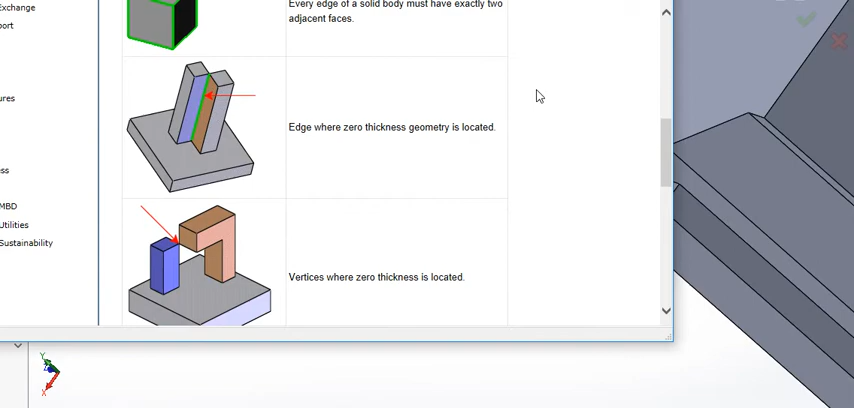 Exchange
port
ures
ss
MBD
Utilities
Sustainability
Every edge of a solid body must have exactly two
adjacent faces.
Edge where zero thickness geometry is located.
Vertices where zero thickness is located.
Y
X